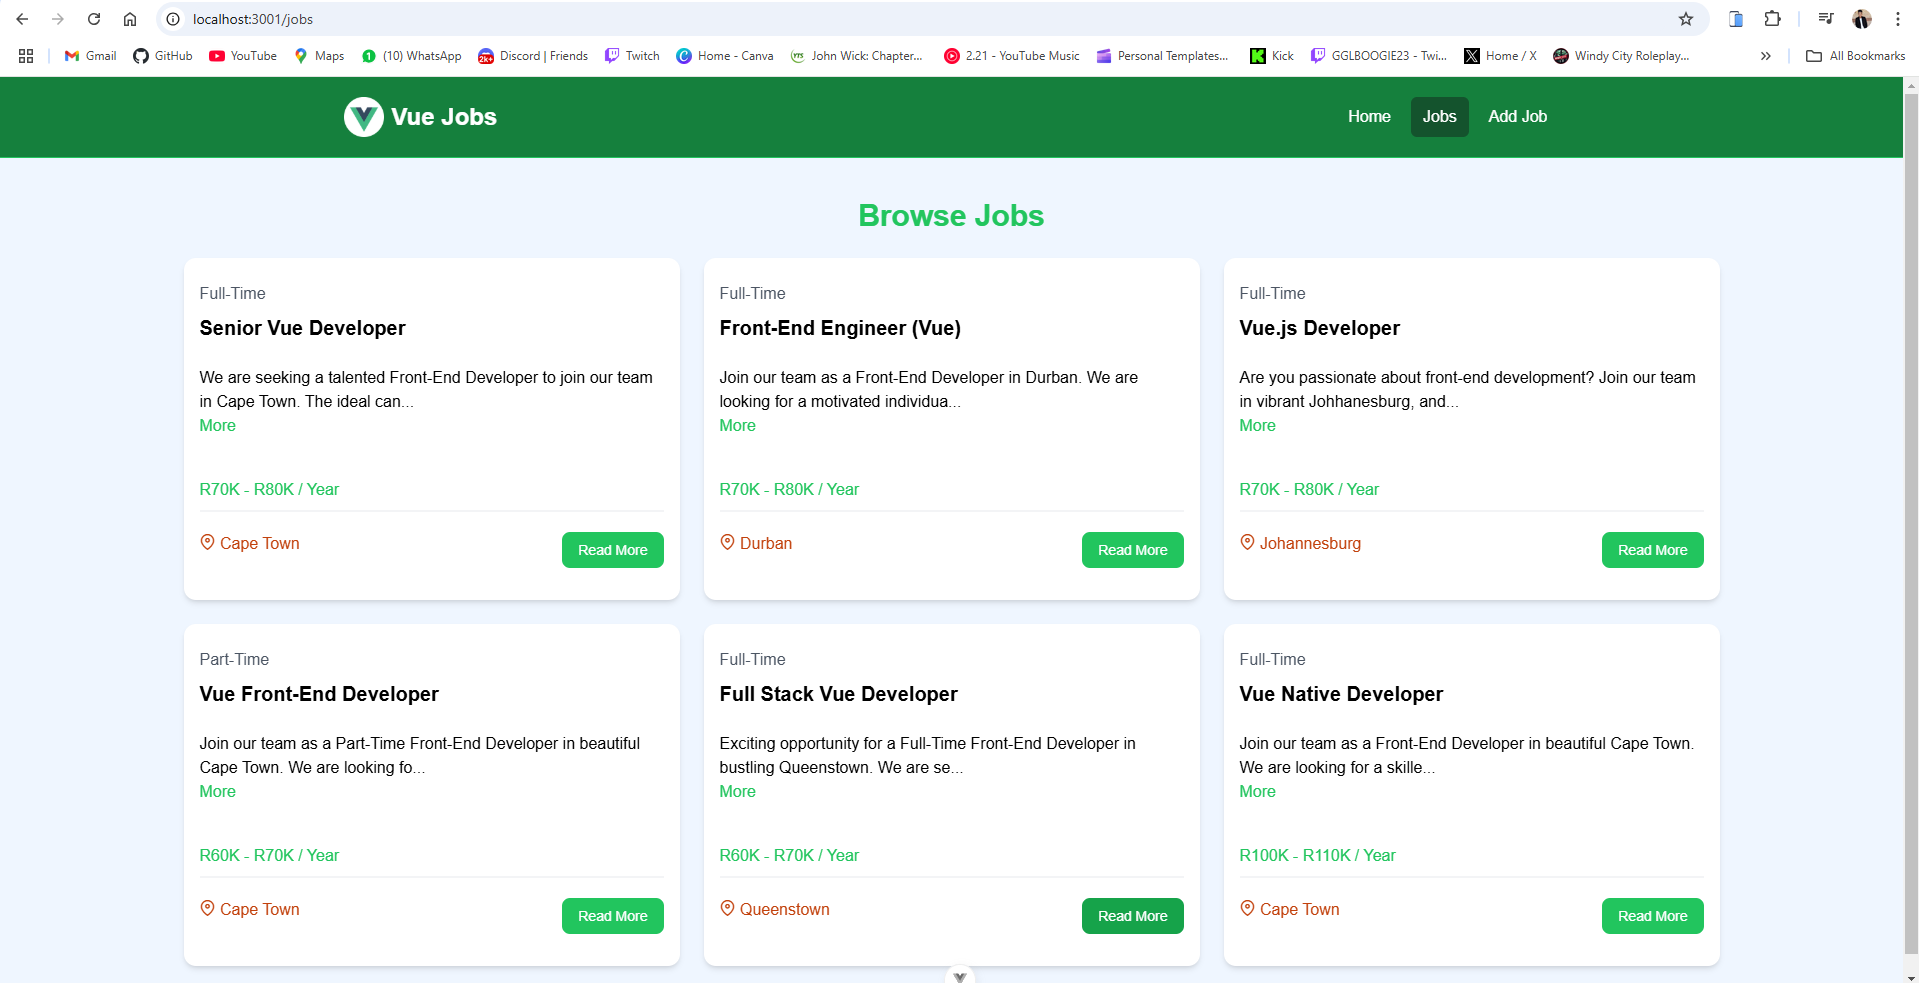 localhost:3001/jobs
Gmail GitHub YouTube Maps (10) WhatsApp Discord | Friends Twitch Home - Canva John Wick: Chapter... 2.21 - YouTube Music Personal Templates... Kick GGLBOOGIE23 - Twi... Home / X Windy City Roleplay... All Bookmarks
Vue Jobs Home Jobs Add Job
Browse Jobs
Full-Time
Senior Vue Developer
We are seeking a talented Front-End Developer to join our team
in Cape Town. The ideal can...
More
R70K - R80K / Year
Cape Town Read More
Full-Time
Front-End Engineer (Vue)
Join our team as a Front-End Developer in Durban. We are
looking for a motivated individua...
More
R70K - R80K / Year
Durban Read More
Full-Time
Vue.js Developer
Are you passionate about front-end development? Join our team
in vibrant Johhanesburg, and...
More
R70K - R80K / Year
Johannesburg Read More
Part-Time
Vue Front-End Developer
Join our team as a Part-Time Front-End Developer in beautiful
Cape Town. We are looking fo...
More
R60K - R70K / Year
Cape Town Read More
Full-Time
Full Stack Vue Developer
Exciting opportunity for a Full-Time Front-End Developer in
bustling Queenstown. We are se...
More
R60K - R70K / Year
Queenstown Read More
Full-Time
Vue Native Developer
Join our team as a Front-End Developer in beautiful Cape Town.
We are looking for a skille...
More
R100K - R110K / Year
Cape Town Read More